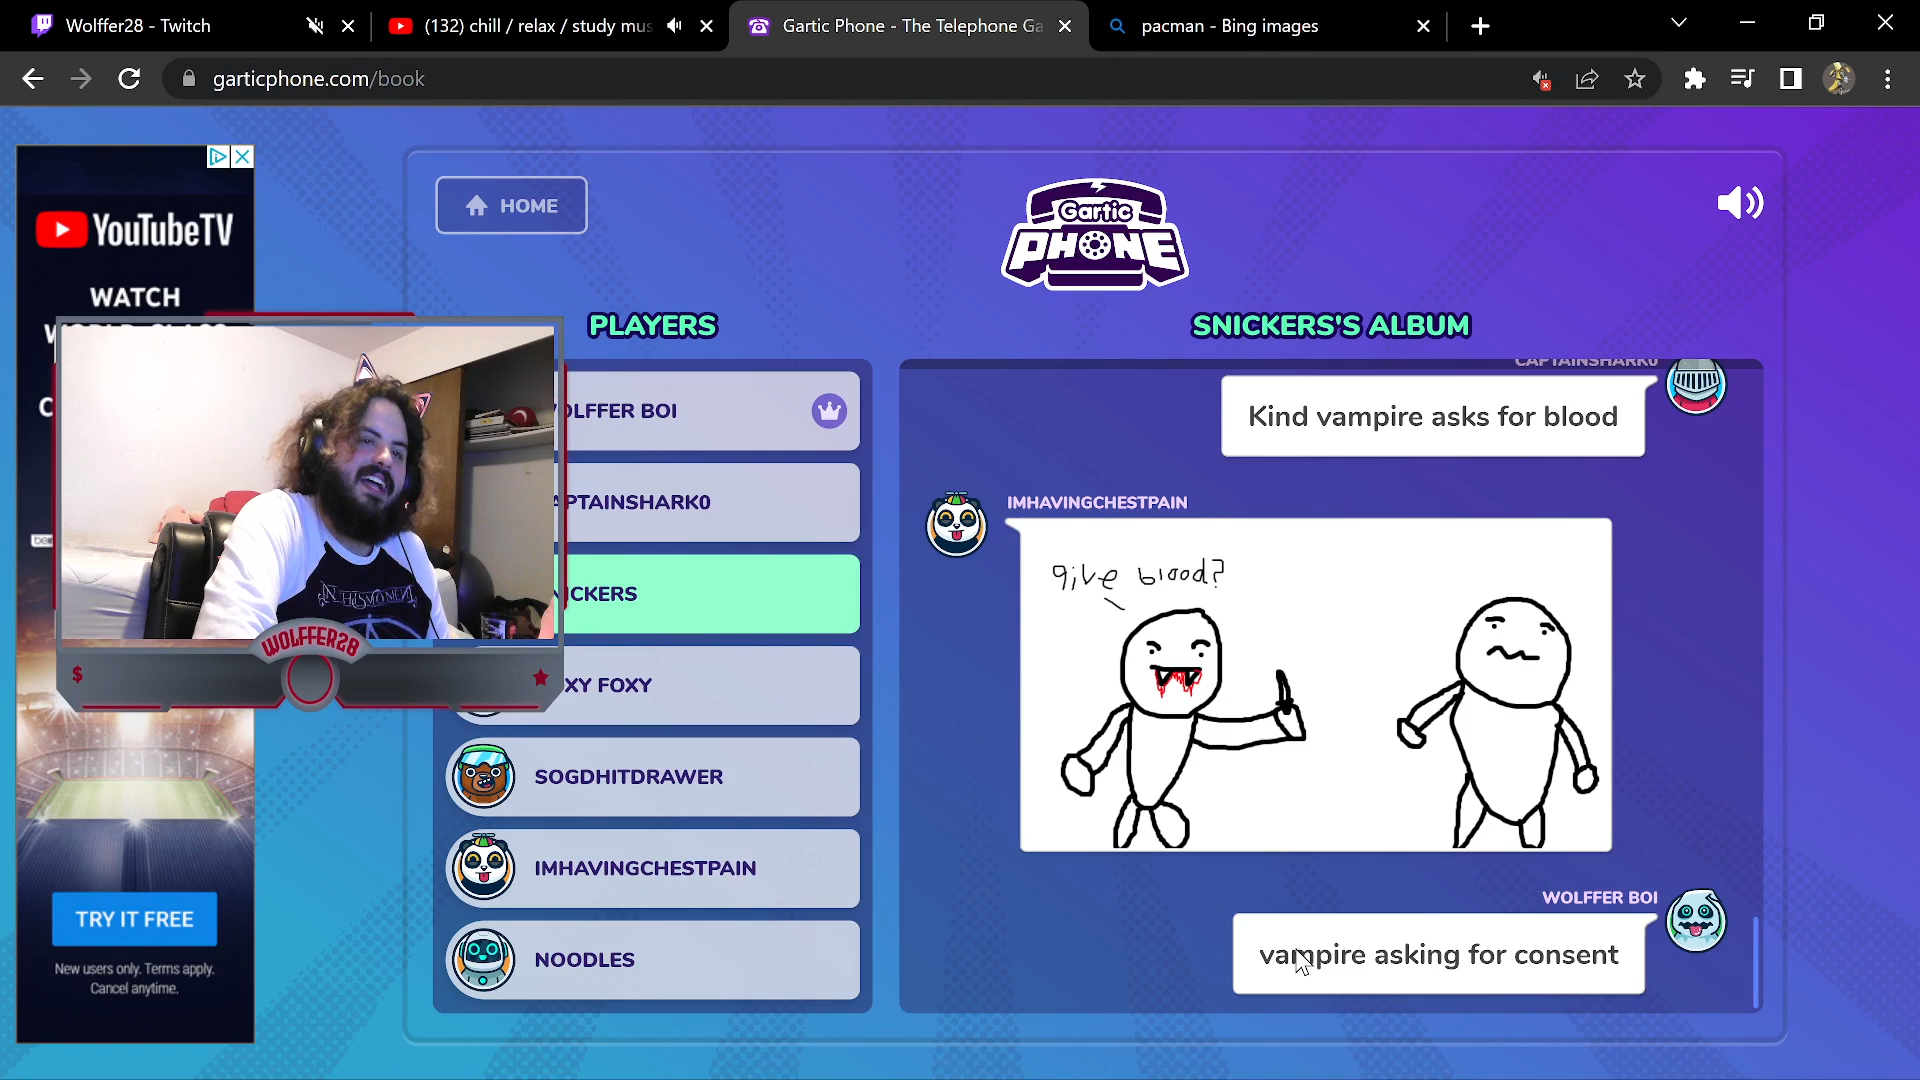 Wolffer28 - Twitch
(132) chill / relax / study mus
Gartic Phone - The Telephone Ga
pacman - Bing images
garticphone.com/book
YouTubeTV
WATCH
HOME
Gartic
PHONE
PLAYERS
SNICKERS'S ALBUM
OLFFER BOI
APTAINSHARK0
ICKERS
XY FOXY
SOGDHITDRAWER
IMHAVINGCHESTPAIN
NOODLES
CAPTAINSHARK0
Kind vampire asks for blood
IMHAVINGCHESTPAIN
give blood?
WOLFFER BOI
vampire asking for consent
WOLFFER28
$
TRY IT FREE
New users only. Terms apply.
Cancel anytime.